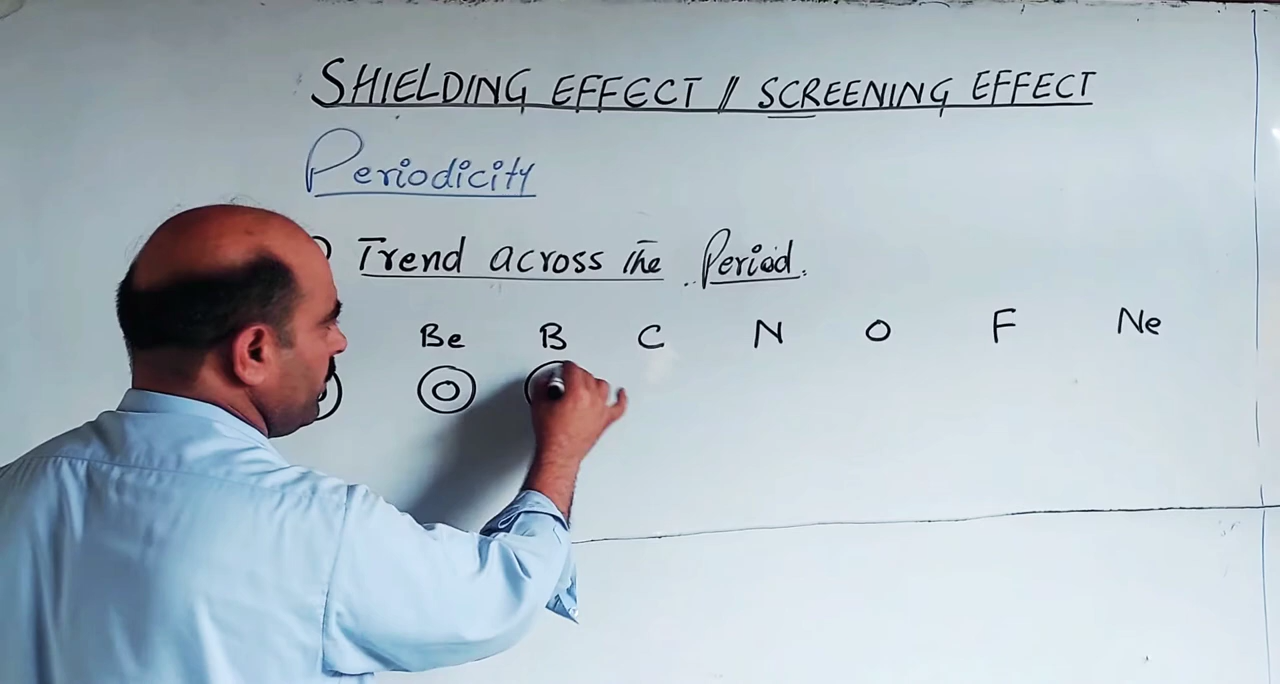 SHIELDING EFFECT // SCREENING EFFECT
Periodicity
Trend across the Period.
Be B C N O F Ne